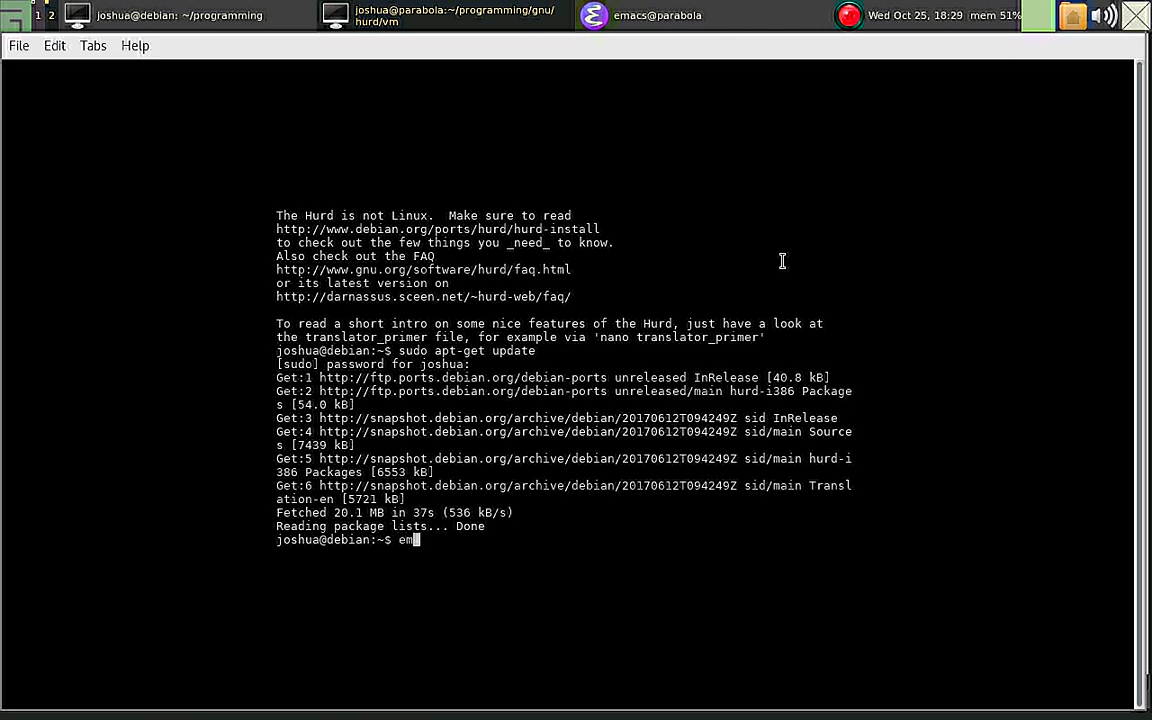 1 2 joshua@debian: ~/programming
joshua@parabola:~/programming/gnu/
hurd/vm
emacs@parabola
Wed Oct 25, 18:29 mem 51%
File Edit Tabs Help
The Hurd is not Linux.  Make sure to read
http://www.debian.org/ports/hurd/hurd-install
to check out the few things you _need_ to know.
Also check out the FAQ
http://www.gnu.org/software/hurd/faq.html
or its latest version on
http://darnassus.sceen.net/~hurd-web/faq/
To read a short intro on some nice features of the Hurd, just have a look at
the translator_primer file, for example via 'nano translator_primer'
joshua@debian:~$ sudo apt-get update
[sudo] password for joshua:
Get:1 http://ftp.ports.debian.org/debian-ports unreleased InRelease [40.8 kB]
Get:2 http://ftp.ports.debian.org/debian-ports unreleased/main hurd-i386 Package
s [54.0 kB]
Get:3 http://snapshot.debian.org/archive/debian/20170612T094249Z sid InRelease
Get:4 http://snapshot.debian.org/archive/debian/20170612T094249Z sid/main Source
s [7439 kB]
Get:5 http://snapshot.debian.org/archive/debian/20170612T094249Z sid/main hurd-i
386 Packages [6553 kB]
Get:6 http://snapshot.debian.org/archive/debian/20170612T094249Z sid/main Transl
ation-en [5721 kB]
Fetched 20.1 MB in 37s (536 kB/s)
Reading package lists... Done
joshua@debian:~$ em